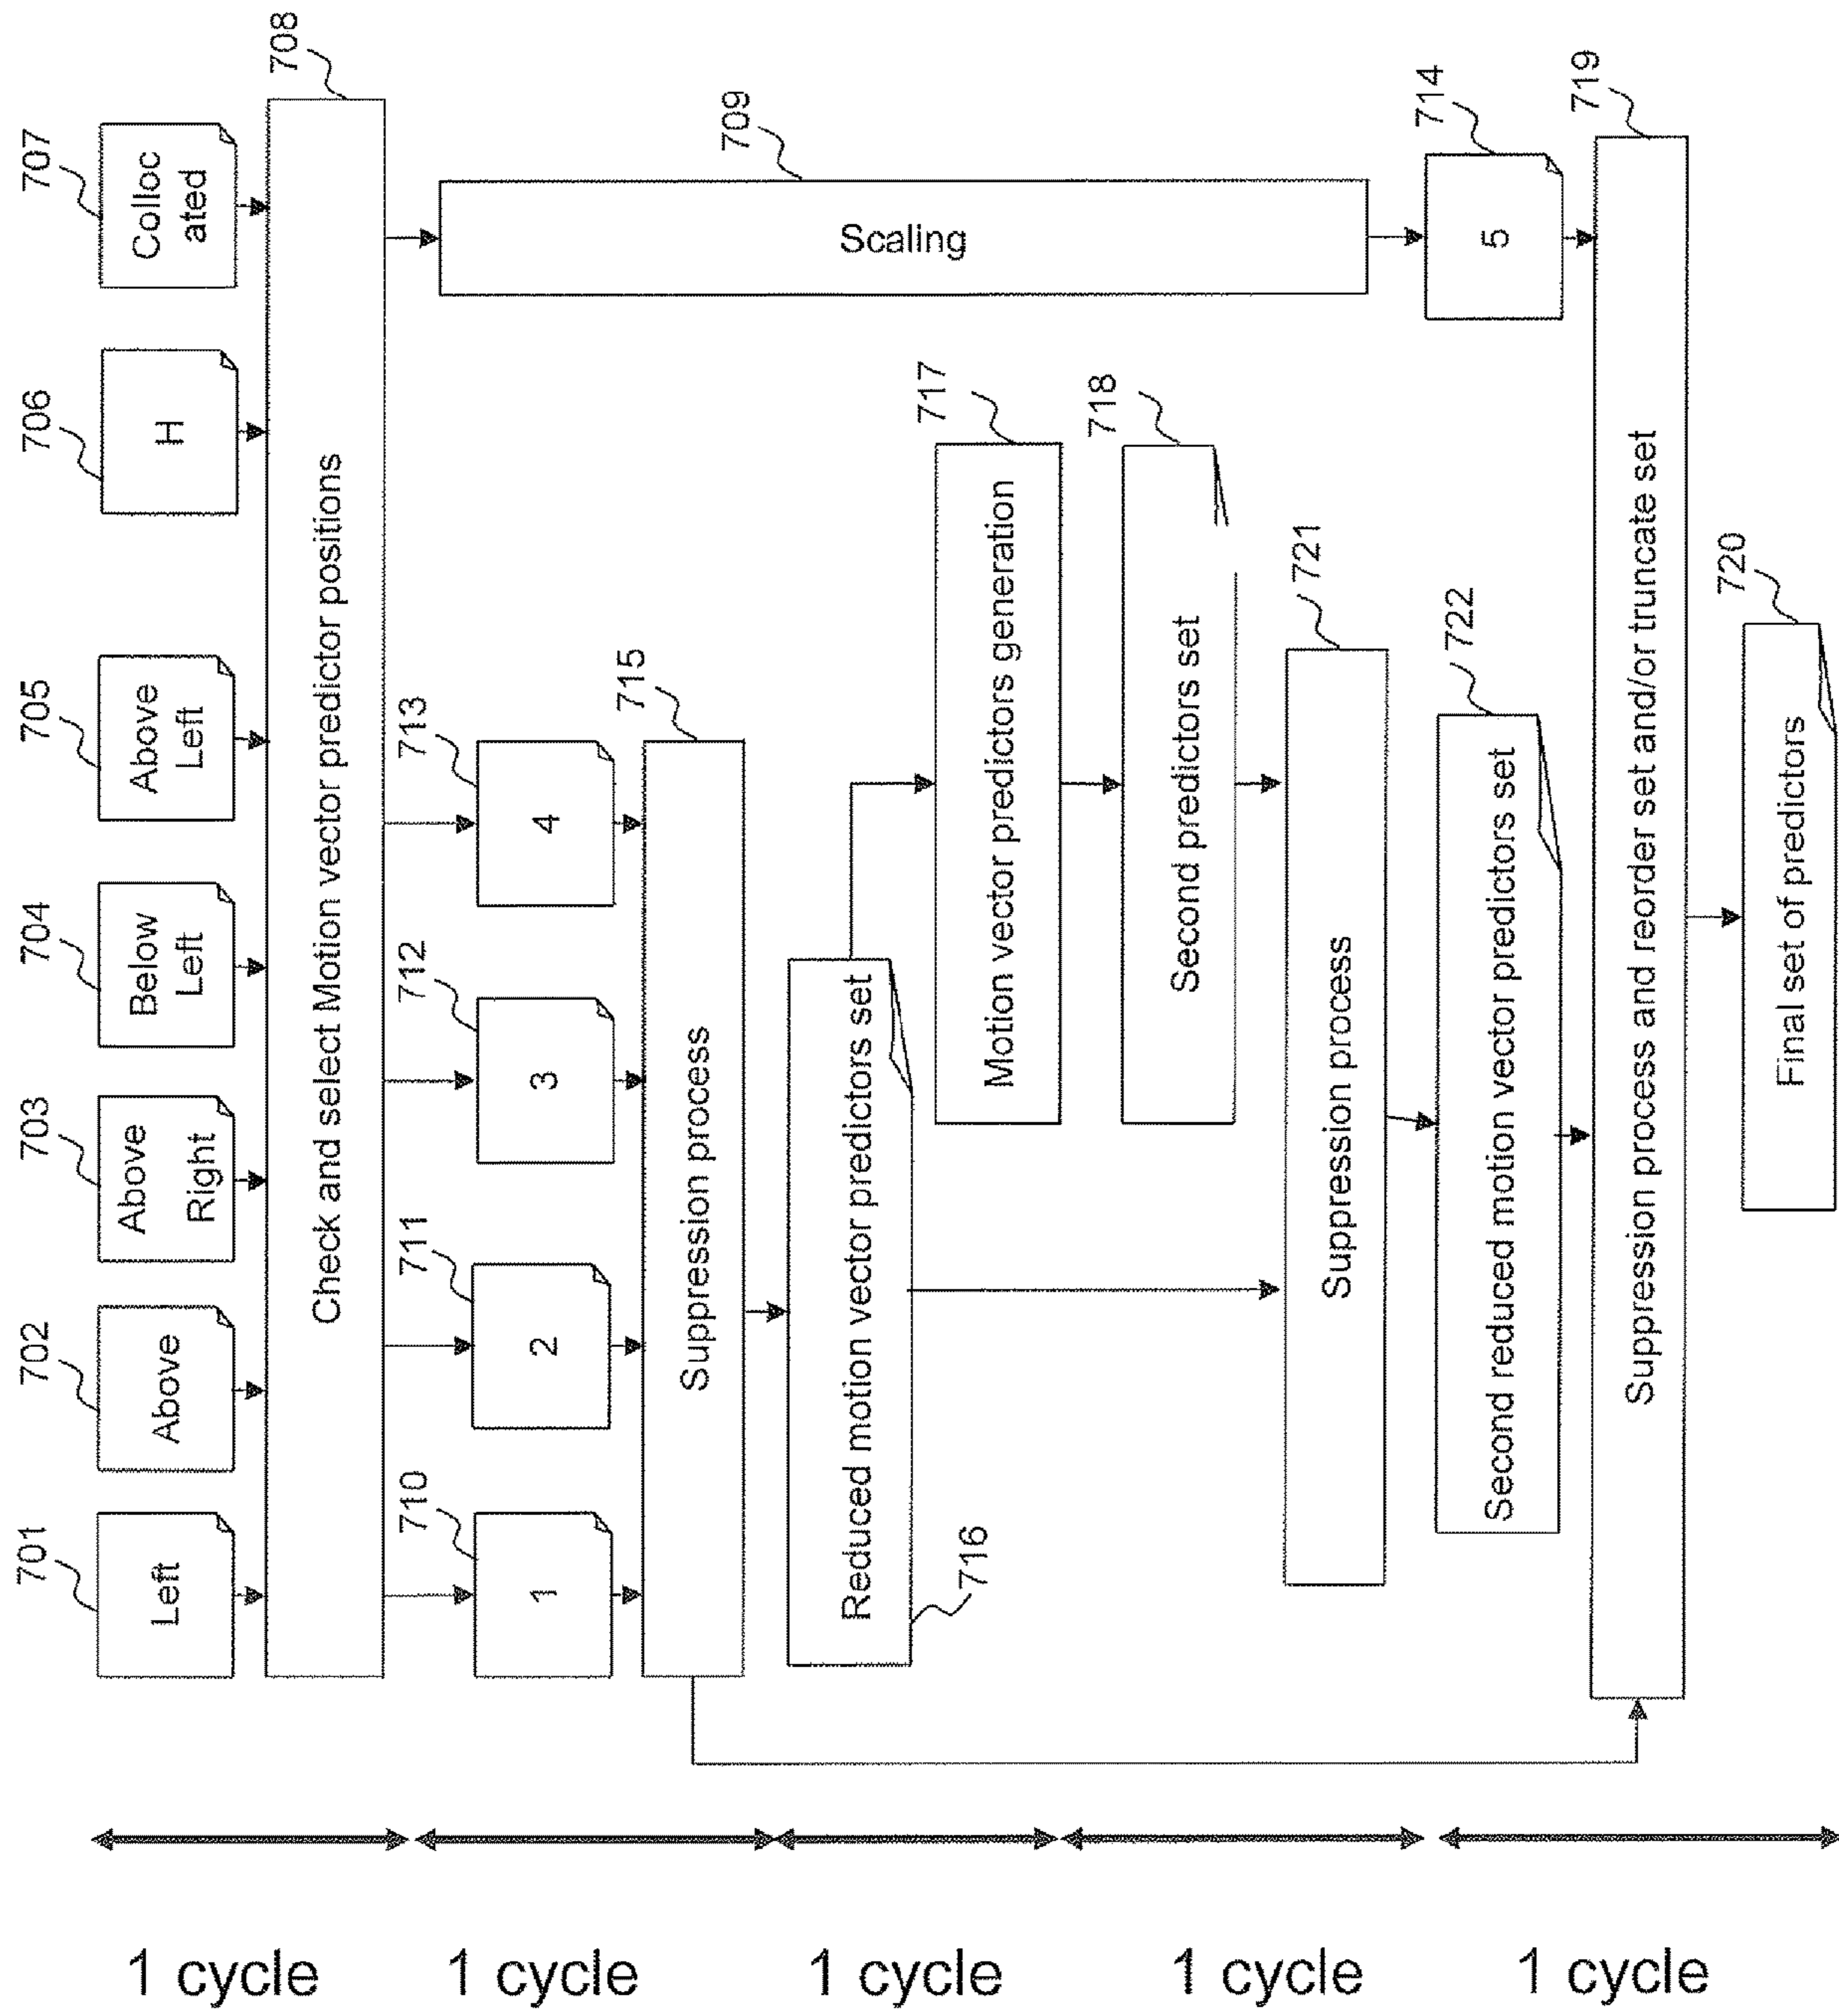 701
702
703
704
705
706
707
Left
Above
Above
Right
Below
Left
Above
Left
H
Colloc
ated
708
Check and select Motion vector predictor positions
709
Scaling
710
711
712
713
1
2
3
4
715
Suppression process
Reduced motion vector predictors set
716
717
Motion vector predictors generation
718
Second predictors set
721
Suppression process
714
5
722
Second reduced motion vector predictors set
719
Suppression process and reorder set and/or truncate set
720
Final set of predictors
1 cycle
1 cycle
1 cycle
1 cycle
1 cycle